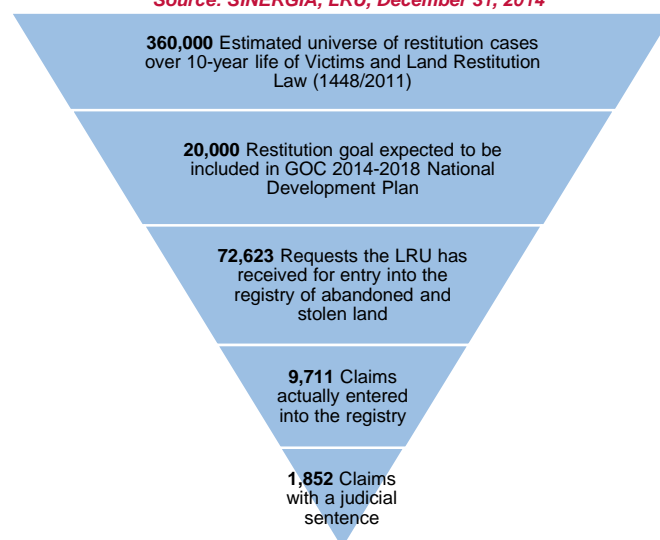 Source: SINERGIA, LRU, December 31, 2014
360,000 Estimated universe of restitution cases
over 10-year life of Victims and Land Restitution
Law (1448/2011)
20,000 Restitution goal expected to be
included in GOC 2014-2018 National
Development Plan
72,623 Requests the LRU has
received for entry into the
registry of abandoned and
stolen land
9,711 Claims
actually entered
into the registry
1,852 Claims
with a judicial
sentence